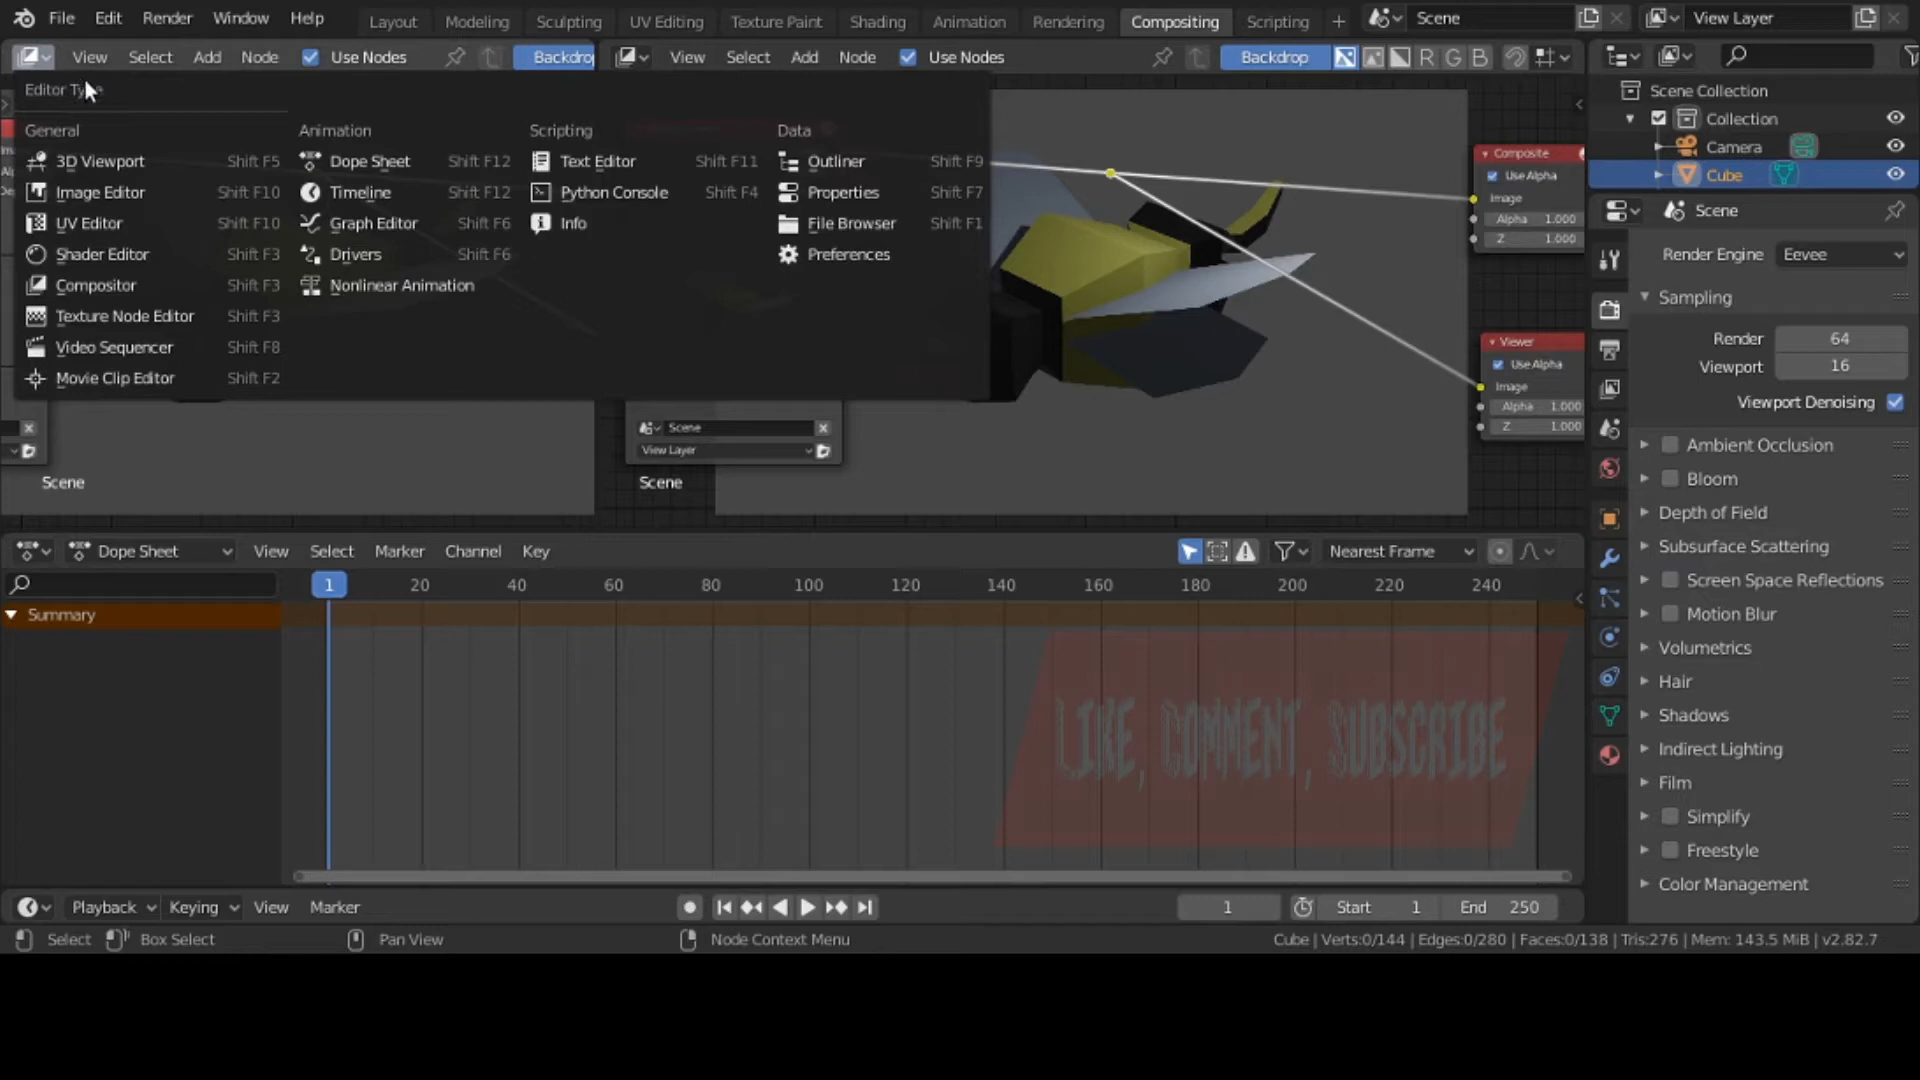 File Edit Render Window Help Layout Modeling Sculpting UV Editing Texture Paint Shading Animation Rendering Compositing Scripting + Scene View Layer
View Select Add Node Use Nodes Backdrop View Select Add Node Use Nodes Backdrop R G B
Editor Type
General Animation Scripting Data
3D Viewport Shift F5 Dope Sheet Shift F12 Text Editor Shift F11 Outliner Shift F9
Image Editor Shift F10 Timeline Shift F12 Python Console Shift F4 Properties Shift F7
UV Editor Shift F10 Graph Editor Shift F6 Info File Browser Shift F1
Shader Editor Shift F3 Drivers Shift F6 Preferences
Compositor Shift F3 Nonlinear Animation
Texture Node Editor Shift F3
Video Sequencer Shift F8
Movie Clip Editor Shift F2
Composite
Use Alpha
Image
Alpha 1.000
Z 1.000
Viewer
Use Alpha
Image
Alpha 1.000
Z 1.000
Scene
View Layer
Scene Scene
Scene Collection
Collection
Camera
Cube
Scene
Render Engine Eevee
Sampling
Render 64
Viewport 16
Viewport Denoising
Ambient Occlusion
Bloom
Depth of Field
Subsurface Scattering
Screen Space Reflections
Motion Blur
Volumetrics
Hair
Shadows
Indirect Lighting
Film
Simplify
Freestyle
Color Management
Dope Sheet View Select Marker Channel Key Nearest Frame
1 20 40 60 80 100 120 140 160 180 200 220 240
Summary
LIKE, COMMENT, SUBSCRIBE
Playback Keying View Marker 1 Start 1 End 250
Select Box Select Pan View Node Context Menu Cube | Verts:0/144 | Edges:0/280 | Faces:0/138 | Tris:276 | Mem: 143.5 MiB | v2.82.7